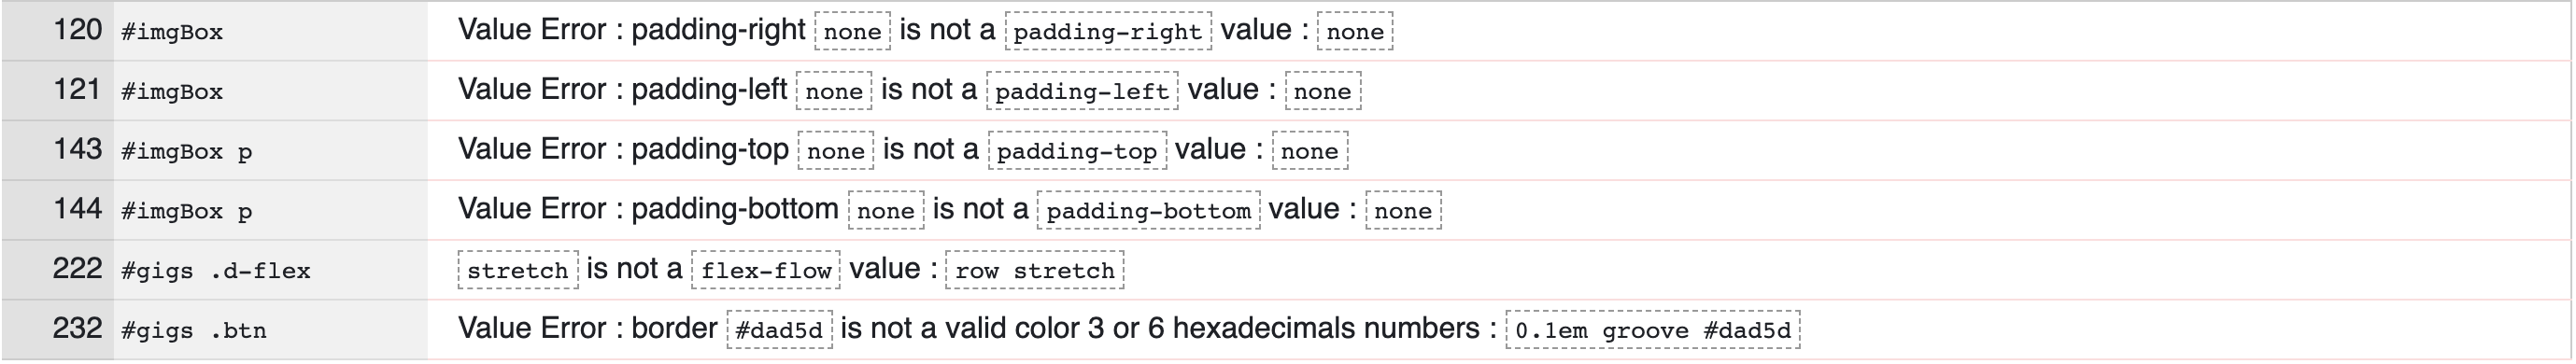 120 #imgBox Value Error : padding-right none is not a padding-right value : none
121 #imgBox Value Error : padding-left none is not a padding-left value : none
143 #imgBox p Value Error : padding-top none is not a padding-top value : none
144 #imgBox p Value Error : padding-bottom none is not a padding-bottom value : none
222 #gigs .d-flex stretch is not a flex-flow value : row stretch
232 #gigs .btn Value Error : border #dad5d is not a valid color 3 or 6 hexadecimals numbers : 0.1em groove #dad5d